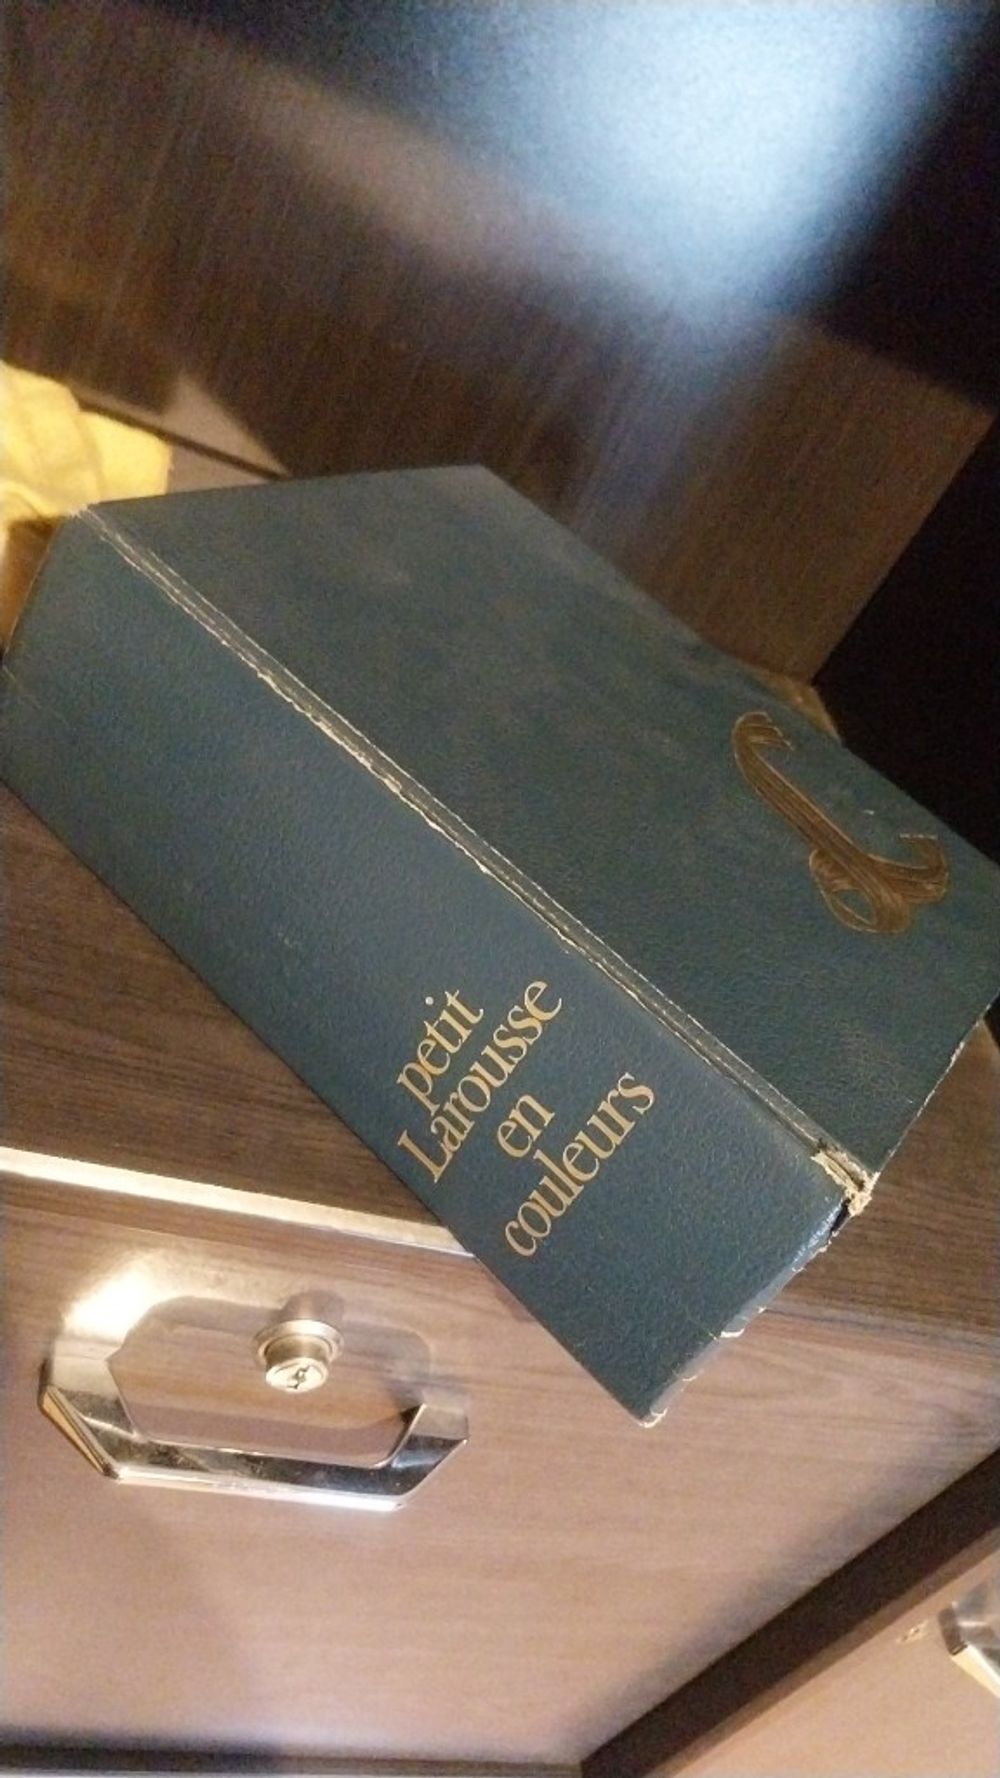 petit
Larousse
en
couleurs